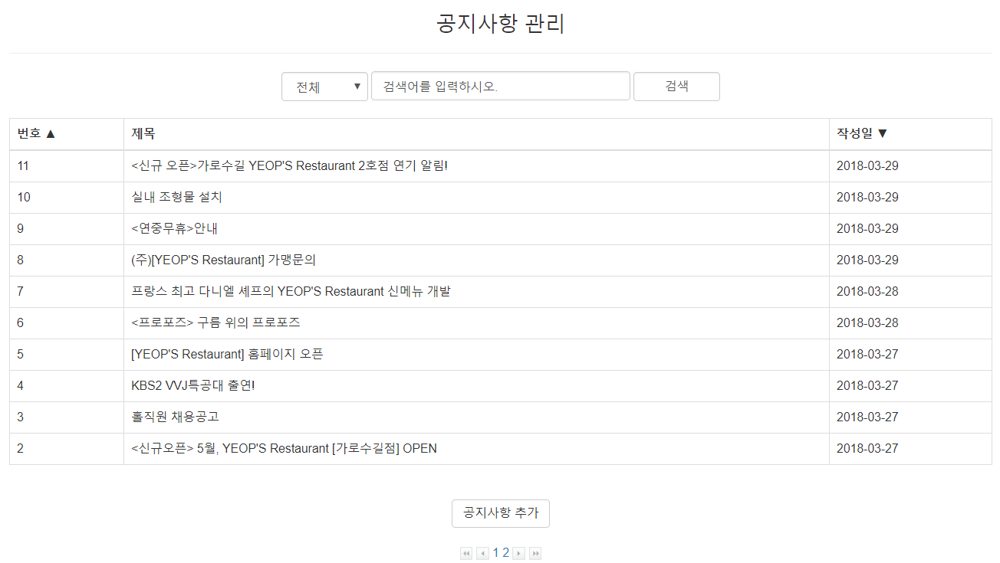 공지사항 관리
전체 ▼ 검색어를 입력하시오. 검색
번호 ▲ 제목 작성일 ▼
11 <신규 오픈>가로수길 YEOP'S Restaurant 2호점 연기 알림! 2018-03-29
10 실내 조형물 설치 2018-03-29
9 <연중무휴>안내 2018-03-29
8 (주)[YEOP'S Restaurant] 가맹문의 2018-03-29
7 프랑스 최고 다니엘 셰프의 YEOP'S Restaurant 신메뉴 개발 2018-03-28
6 <프로포즈> 구름 위의 프로포즈 2018-03-28
5 [YEOP'S Restaurant] 홈페이지 오픈 2018-03-27
4 KBS2 VVJ특공대 출연! 2018-03-27
3 홀직원 채용공고 2018-03-27
2 <신규오픈> 5월, YEOP'S Restaurant [가로수길점] OPEN 2018-03-27
공지사항 추가
1 2